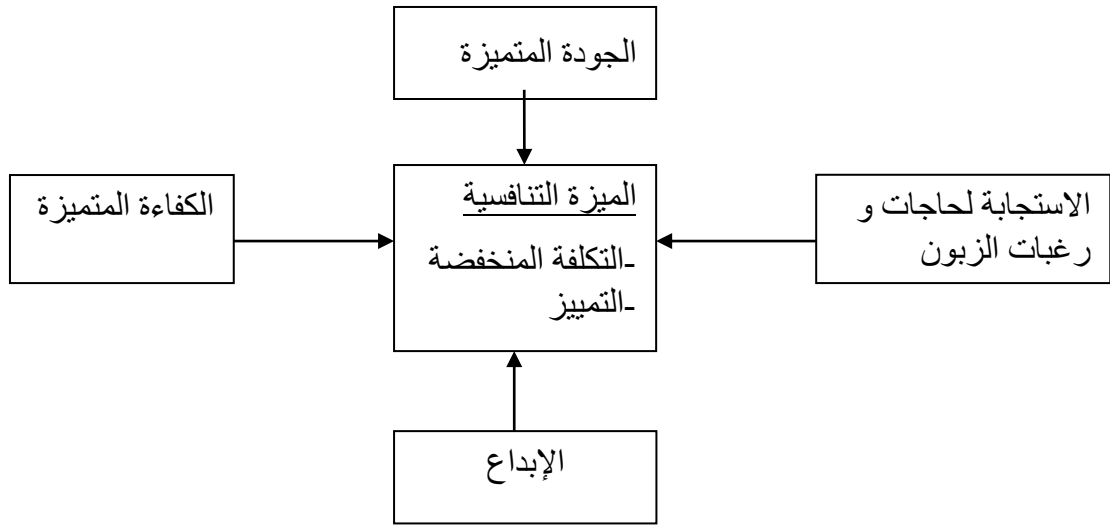 الجودة المتميزة
الميزة التنافسية
-التكلفة المنخفضة
-التمييز
الاستجابة لحاجات و
رغبات الزبون
الكفاءة المتميزة
الإبداع